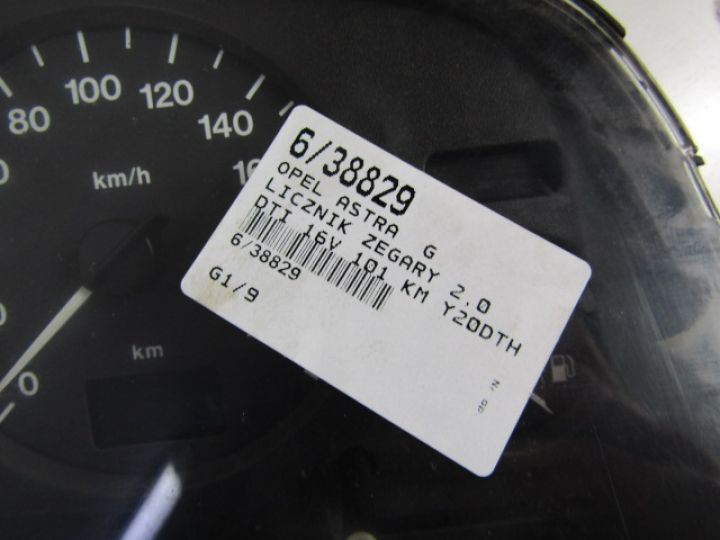 80
100
120
140
km/h
km
0
6/38829
OPEL ASTRA G
LICZNIK ZEGARY 2.0
DTI 16V 101 KM Y20DTH
6/38829
G1/9